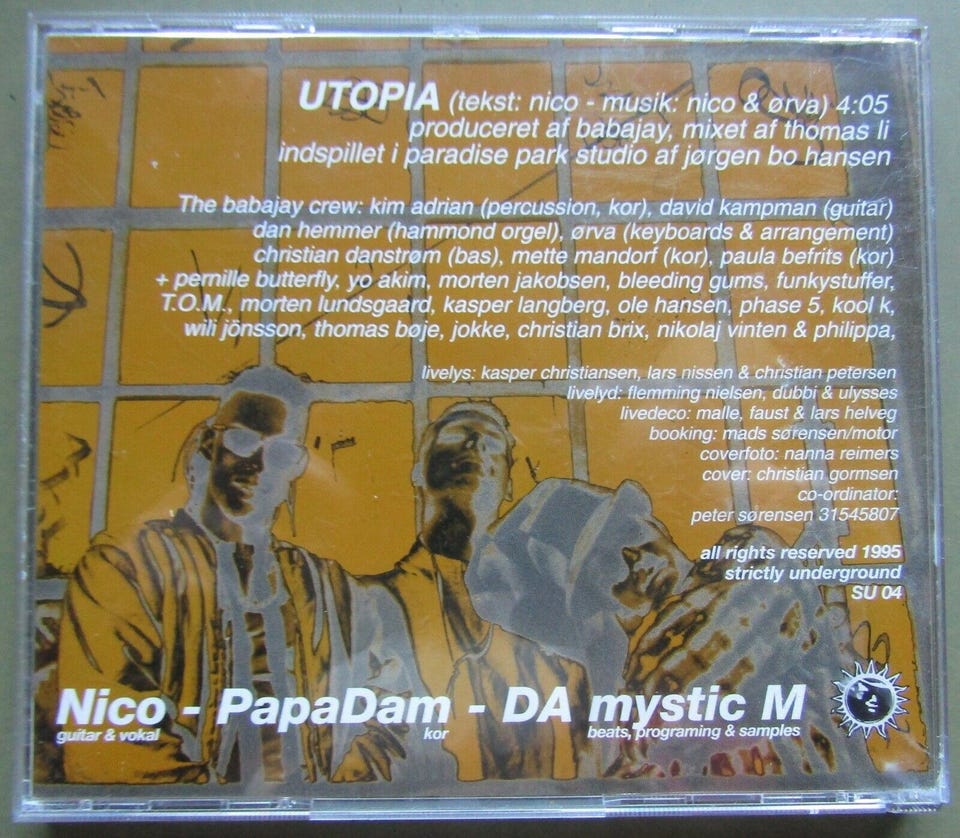 UTOPIA (tekst: nico - musik: nico & ørva) 4:05
produceret af babajay, mixet af thomas li
indspillet i paradise park studio af jørgen bo hansen
The babajay crew: kim adrian (percussion, kor), david kampman (guitar)
dan hemmer (hammond orgel), ørva (keyboards & arrangement)
christian danstrøm (bas), mette mandorf (kor), paula befrits (kor)
+ pernille butterfly, yo akim, morten jakobsen, bleeding gums, funkystuffer,
T.O.M., morten lundsgaard, kasper langberg, ole hansen, phase 5, kool k,
wili jönsson, thomas bøje, jokke, christian brix, nikolaj vinten & philippa,
livelys: kasper christiansen, lars nissen & christian petersen
livelyd: flemming nielsen, dubbi & ulysses
livedeco: malle, faust & lars helveg
booking: mads sørensen/motor
coverfoto: nanna reimers
cover: christian gormsen
co-ordinator:
peter sørensen 31545807
all rights reserved 1995
strictly underground
SU 04
Nico - PapaDam - DA mystic M
guitar & vokal kor beats, programing & samples